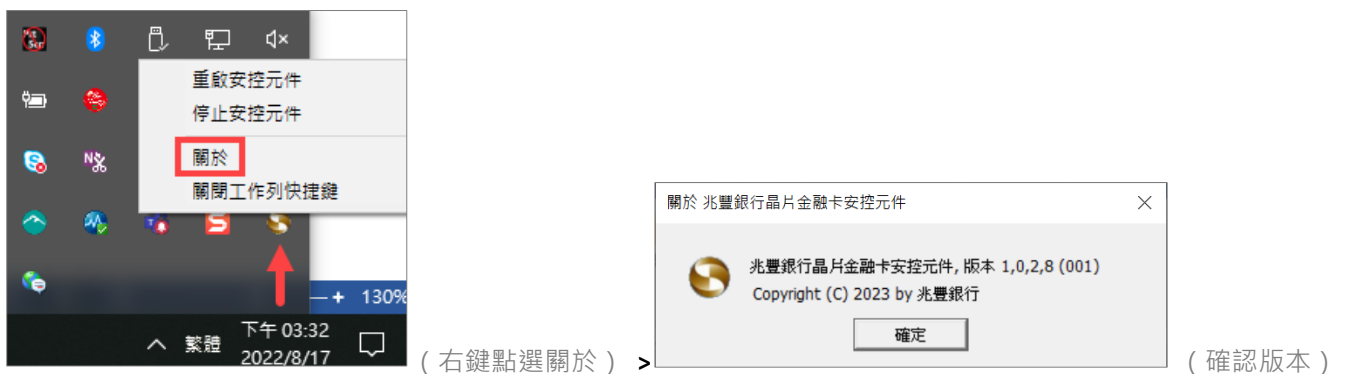 重啟安控元件
停止安控元件
關於
關閉工作列快捷鍵
130%
繁體
下午 03:32
2022/8/17
(右鍵點選關於) >
關於 兆豐銀行晶片金融卡安控元件
兆豐銀行晶片金融卡安控元件, 版本 1,0,2,8 (001)
Copyright (C) 2023 by 兆豐銀行
確定
(確認版本)